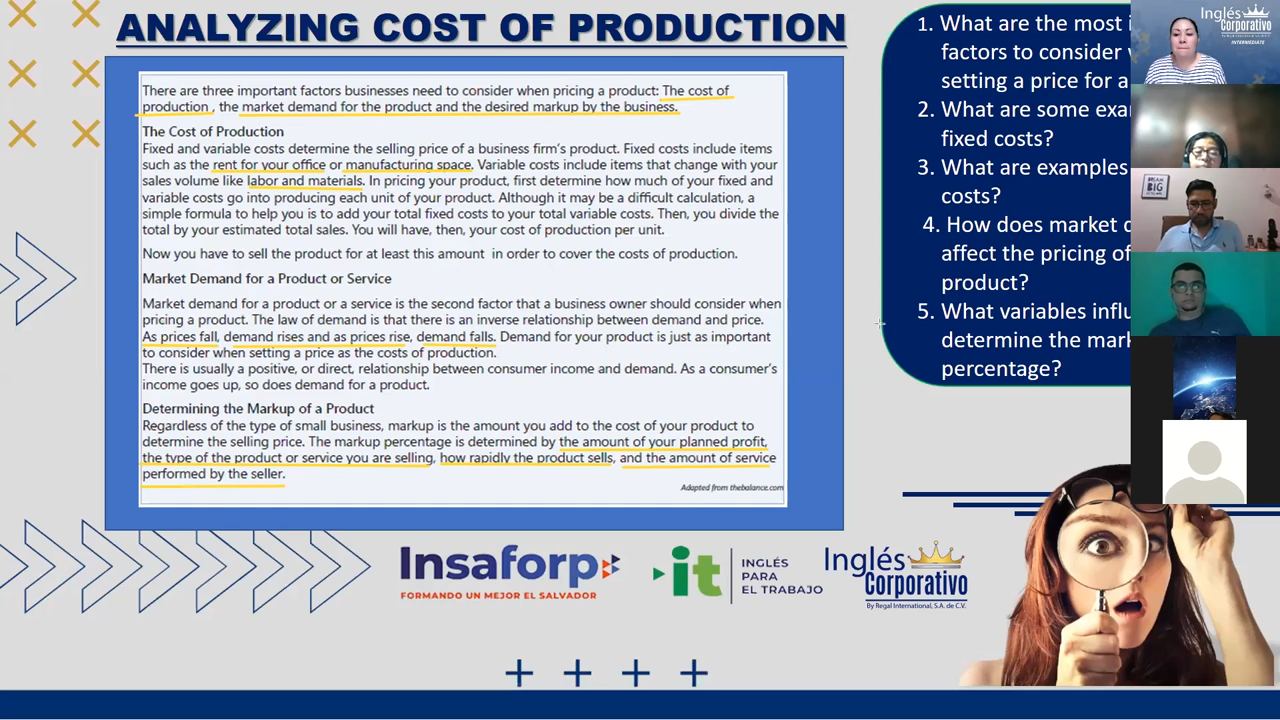 ANALYZING COST OF PRODUCTION
There are three important factors businesses need to consider when pricing a product: The cost of
production , the market demand for the product and the desired markup by the business.
The Cost of Production
Fixed and variable costs determine the selling price of a business firm's product. Fixed costs include items
such as the rent for your office or manufacturing space. Variable costs include items that change with your
sales volume like labor and materials. In pricing your product, first determine how much of your fixed and
variable costs go into producing each unit of your product. Although it may be a difficult calculation, a
simple formula to help you is to add your total fixed costs to your total variable costs. Then, you divide the
total by your estimated total sales. You will have, then, your cost of production per unit.
Now you have to sell the product for at least this amount in order to cover the costs of production.
Market Demand for a Product or Service
Market demand for a product or a service is the second factor that a business owner should consider when
pricing a product. The law of demand is that there is an inverse relationship between demand and price.
As prices fall, demand rises and as prices rise, demand falls. Demand for your product is just as important
to consider when setting a price as the costs of production.
There is usually a positive, or direct, relationship between consumer income and demand. As a consumer's
income goes up, so does demand for a product.
Determining the Markup of a Product
Regardless of the type of small business, markup is the amount you add to the cost of your product to
determine the selling price. The markup percentage is determined by the amount of your planned profit,
the type of the product or service you are selling, how rapidly the product sells, and the amount of service
performed by the seller.
Adapted from thebalance.com
1. What are the most
factors to consider
setting a price for a
2. What are some
fixed costs?
3. What are examples
costs?
4. How does market
affect the pricing of
product?
5. What variables
determine the
percentage?
Inglés
Corporativo
INTERMEDIATE
DREAM
BIG
Insaforp
FORMANDO UN MEJOR EL SALVADOR
it
INGLÉS
PARA
EL TRABAJO
Inglés
Corporativo
By Regal International, S.A. de C.V.